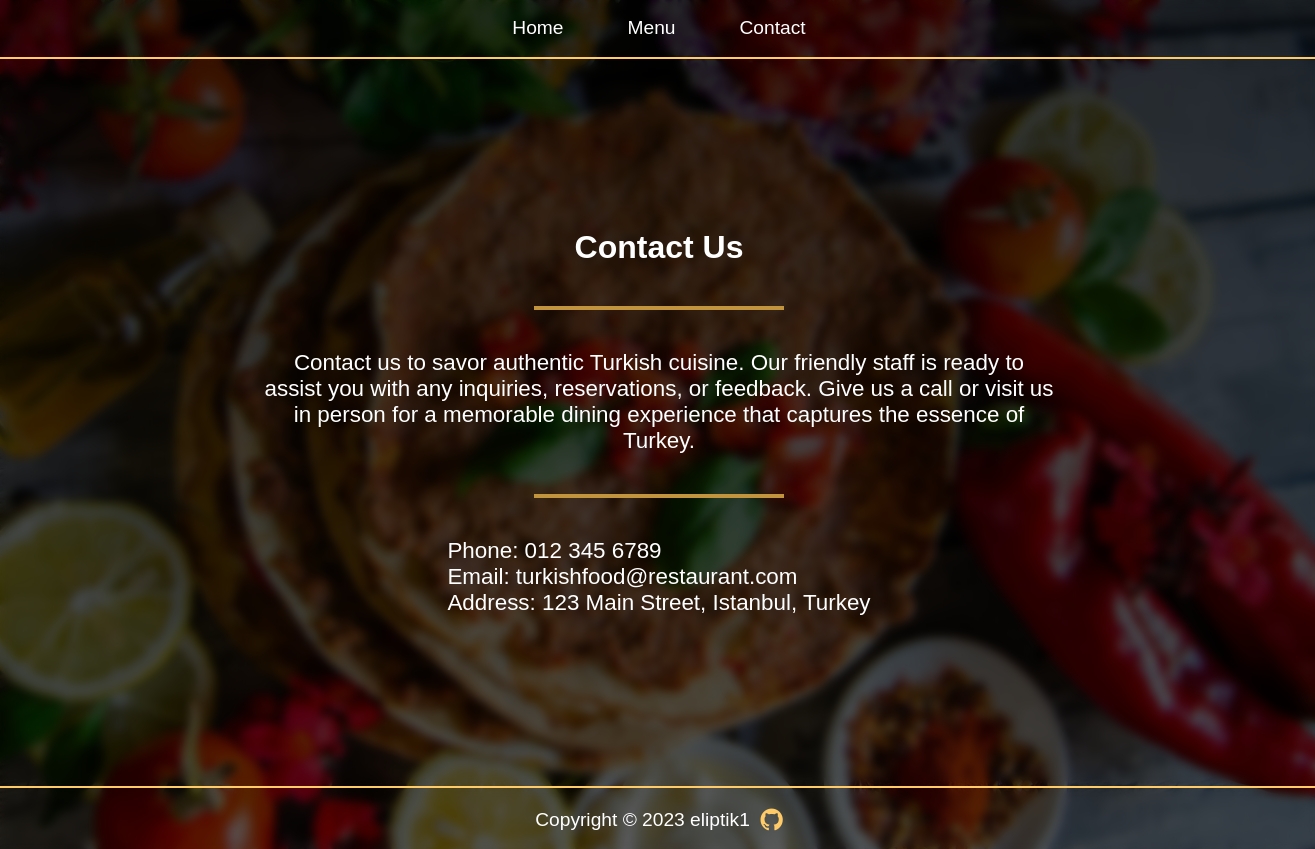 Home Menu Contact
Contact Us
Contact us to savor authentic Turkish cuisine. Our friendly staff is ready to
assist you with any inquiries, reservations, or feedback. Give us a call or visit us
in person for a memorable dining experience that captures the essence of
Turkey.
Phone: 012 345 6789
Email: turkishfood@restaurant.com
Address: 123 Main Street, Istanbul, Turkey
Copyright © 2023 eliptik1